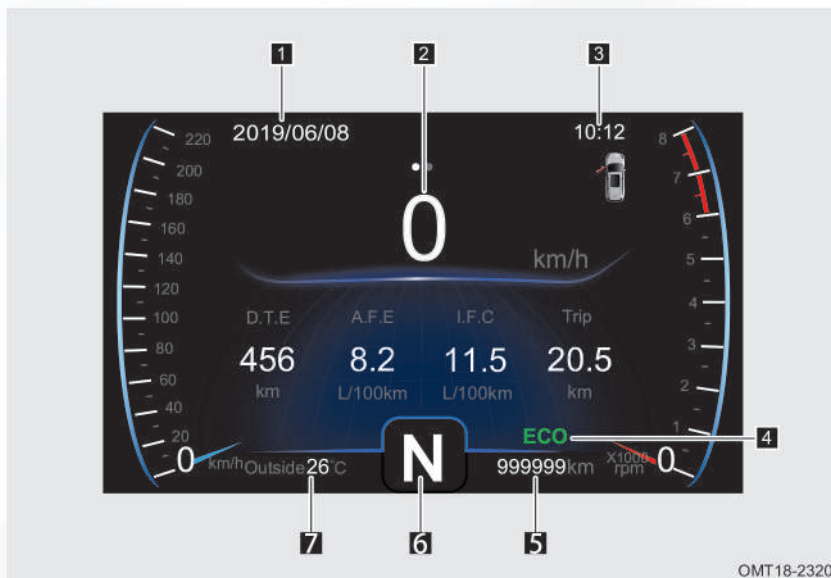 1 2 3
2019/06/08 10:12
220 8
200 7
180 6
160
0
140 km/h 5
120 4
D.T.E A.F.E I.F.C Trip
100
456 8.2 11.5 20.5
80 3
km L/100km L/100km km
60 2
40
20 ECO 1 4
0 km/h Outside 26°C N 999999km X1000 rpm 0
7 6 5
OMT18-2320